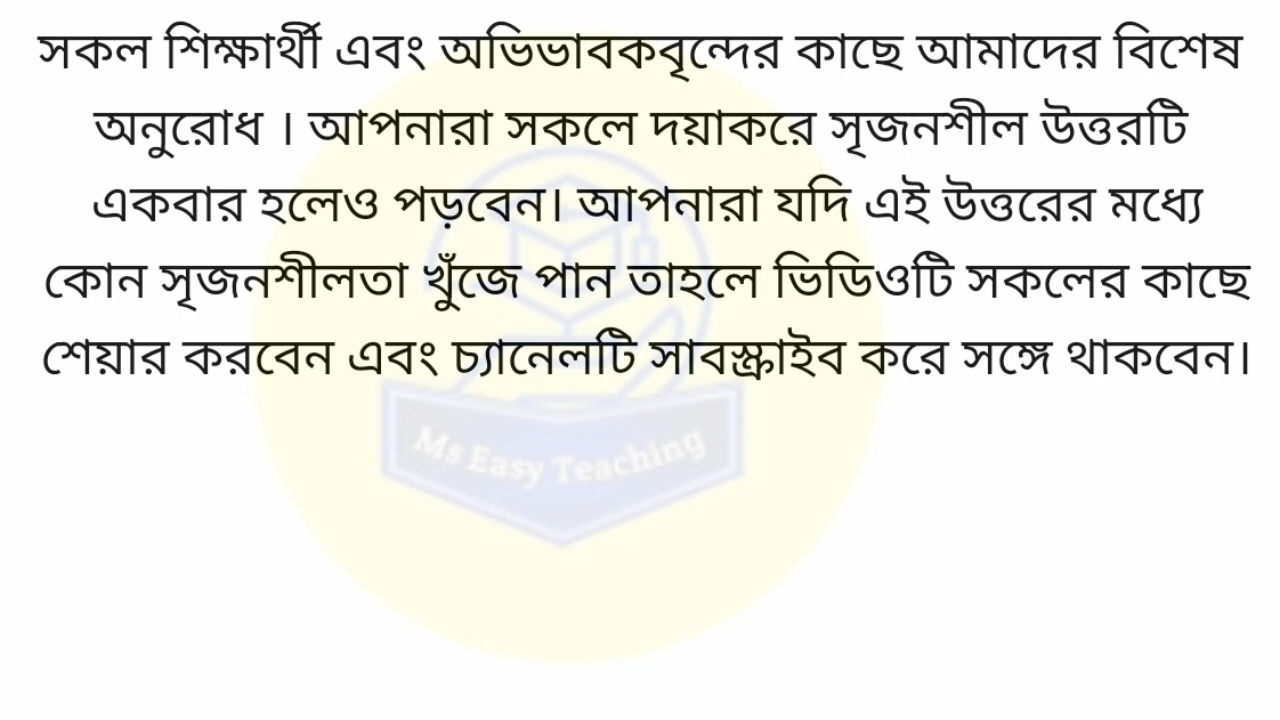 সকল শিক্ষার্থী এবং অভিভাবকবৃন্দের কাছে আমাদের বিশেষ
অনুরোধ । আপনারা সকলে দয়াকরে সৃজনশীল উত্তরটি
একবার হলেও পড়বেন। আপনারা যদি এই উত্তরের মধ্যে
কোন সৃজনশীলতা খুঁজে পান তাহলে ভিডিওটি সকলের কাছে
শেয়ার করবেন এবং চ্যানেলটি সাবস্ক্রাইব করে সঙ্গে থাকবেন।
Ms Easy Teaching